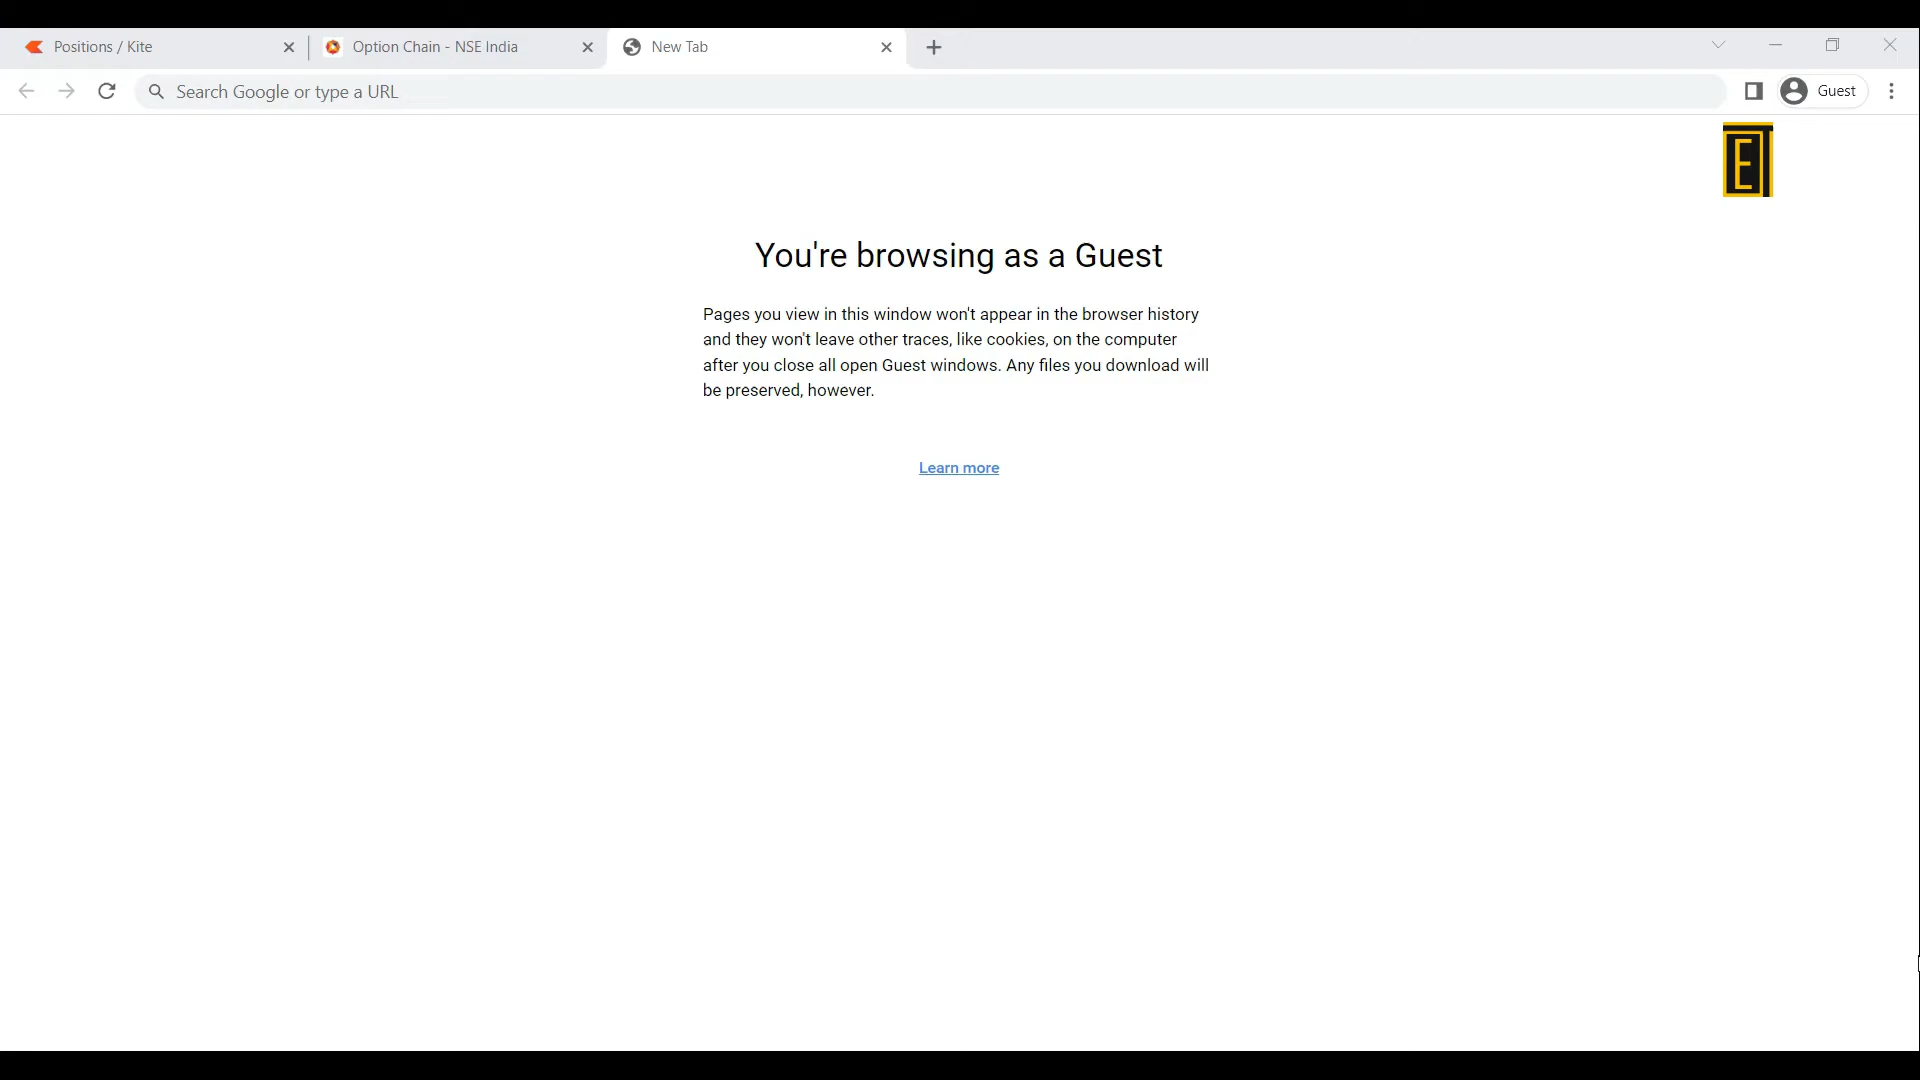 Positions / Kite
Option Chain - NSE India
New Tab
Search Google or type a URL
Guest
E
You're browsing as a Guest
Pages you view in this window won't appear in the browser history
and they won't leave other traces, like cookies, on the computer
after you close all open Guest windows. Any files you download will
be preserved, however.
Learn more